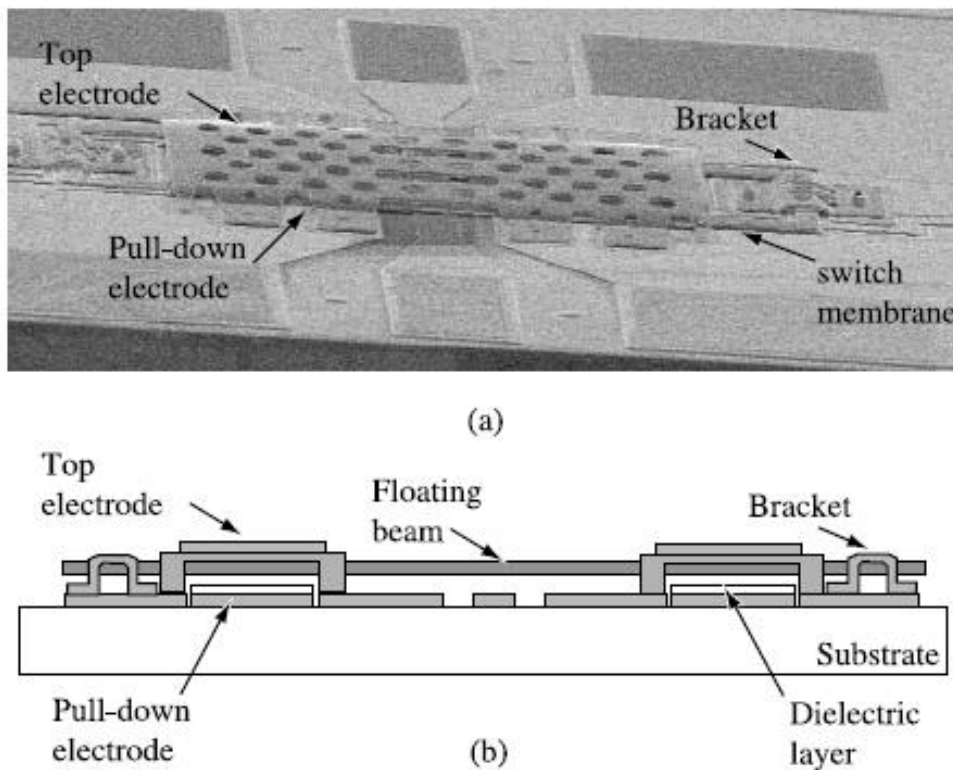 Top
electrode
Bracket
Pull-down
electrode
switch
membrane
(a)
Top
electrode
Floating
beam
Bracket
Substrate
Pull-down
electrode
Dielectric
layer
(b)